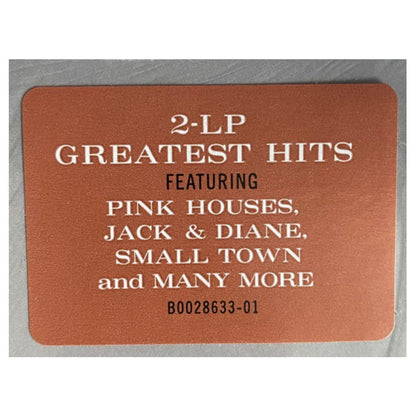 2-LP
GREATEST HITS
FEATURING
PINK HOUSES,
JACK & DIANE,
SMALL TOWN
and MANY MORE
B0028633-01